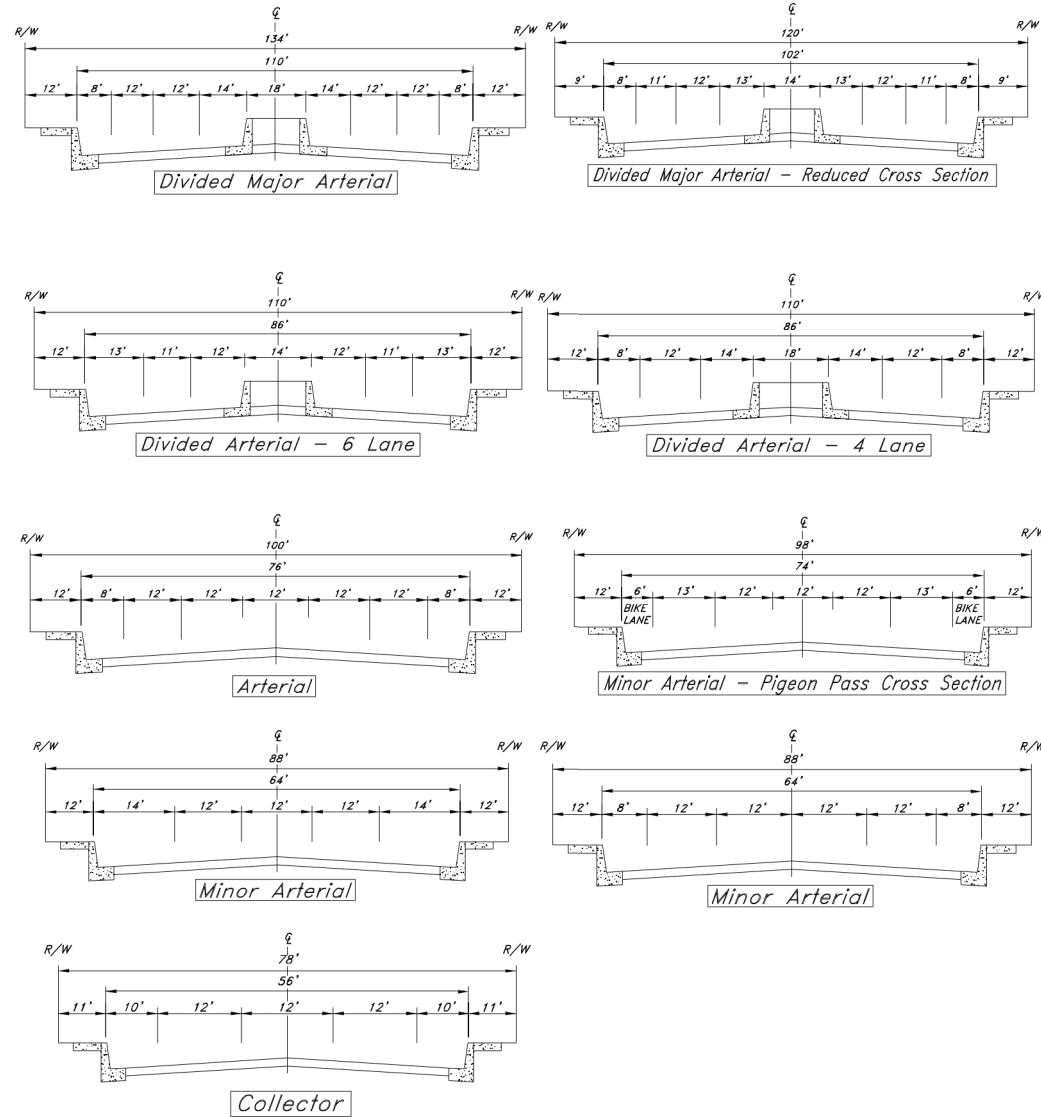 ℄
R/W R/W
134'
110'
12' 8' 12' 12' 14' 18' 14' 12' 12' 8' 12'
Divided Major Arterial
℄
R/W R/W
120'
102'
9' 8' 11' 12' 13' 14' 13' 12' 11' 8' 9'
Divided Major Arterial - Reduced Cross Section
℄
R/W R/W
110'
86'
12' 13' 11' 12' 14' 12' 11' 13' 12'
Divided Arterial - 6 Lane
℄
R/W R/W
110'
86'
12' 8' 12' 14' 18' 14' 12' 8' 12'
Divided Arterial - 4 Lane
℄
R/W R/W
100'
76'
12' 8' 12' 12' 12' 12' 12' 8' 12'
Arterial
℄
R/W R/W
98'
74'
12' 6' 13' 12' 12' 12' 13' 6' 12'
BIKE BIKE
LANE LANE
Minor Arterial - Pigeon Pass Cross Section
℄
R/W R/W
88'
64'
12' 14' 12' 12' 12' 14' 12'
Minor Arterial
℄
R/W R/W
88'
64'
12' 8' 12' 12' 12' 12' 8' 12'
Minor Arterial
℄
R/W R/W
78'
56'
11' 10' 12' 12' 12' 10' 11'
Collector